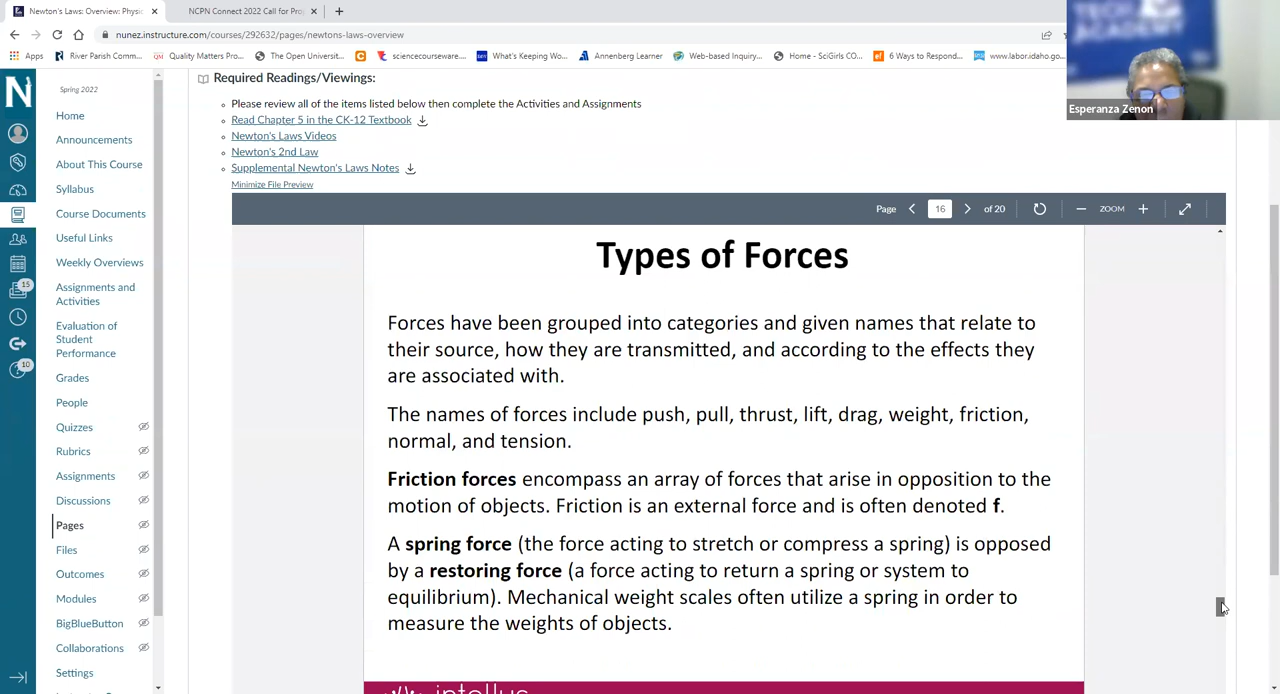 Newton's Laws: Overview: Physi
NCPN Connect 2022 Call for Pro
nunez.instructure.com/courses/292632/pages/newtons-laws-overview
Apps
River Parish Comm...
Quality Matters Pro...
The Open Universit...
sciencecourseware...
What's Keeping Wo...
Annenberg Learner
Web-based Inquiry...
Home – SciGirls CO...
6 Ways to Respond...
www.labor.idaho.go...
TECH
ACADEMY
Esperanza Zenon
N
15
10
Spring 2022
Home
Announcements
About This Course
Syllabus
Course Documents
Useful Links
Weekly Overviews
Assignments and
Activities
Evaluation of
Student
Performance
Grades
People
Quizzes
Rubrics
Assignments
Discussions
Pages
Files
Outcomes
Modules
BigBlueButton
Collaborations
Settings
Required Readings/Viewings:
Please review all of the items listed below then complete the Activities and Assignments
Read Chapter 5 in the CK-12 Textbook
Newton's Laws Videos
Newton's 2nd Law
Supplemental Newton's Laws Notes
Minimize File Preview
Page 16 of 20 ZOOM
Types of Forces
Forces have been grouped into categories and given names that relate to
their source, how they are transmitted, and according to the effects they
are associated with.
The names of forces include push, pull, thrust, lift, drag, weight, friction,
normal, and tension.
Friction forces encompass an array of forces that arise in opposition to the
motion of objects. Friction is an external force and is often denoted f.
A spring force (the force acting to stretch or compress a spring) is opposed
by a restoring force (a force acting to return a spring or system to
equilibrium). Mechanical weight scales often utilize a spring in order to
measure the weights of objects.
intellus